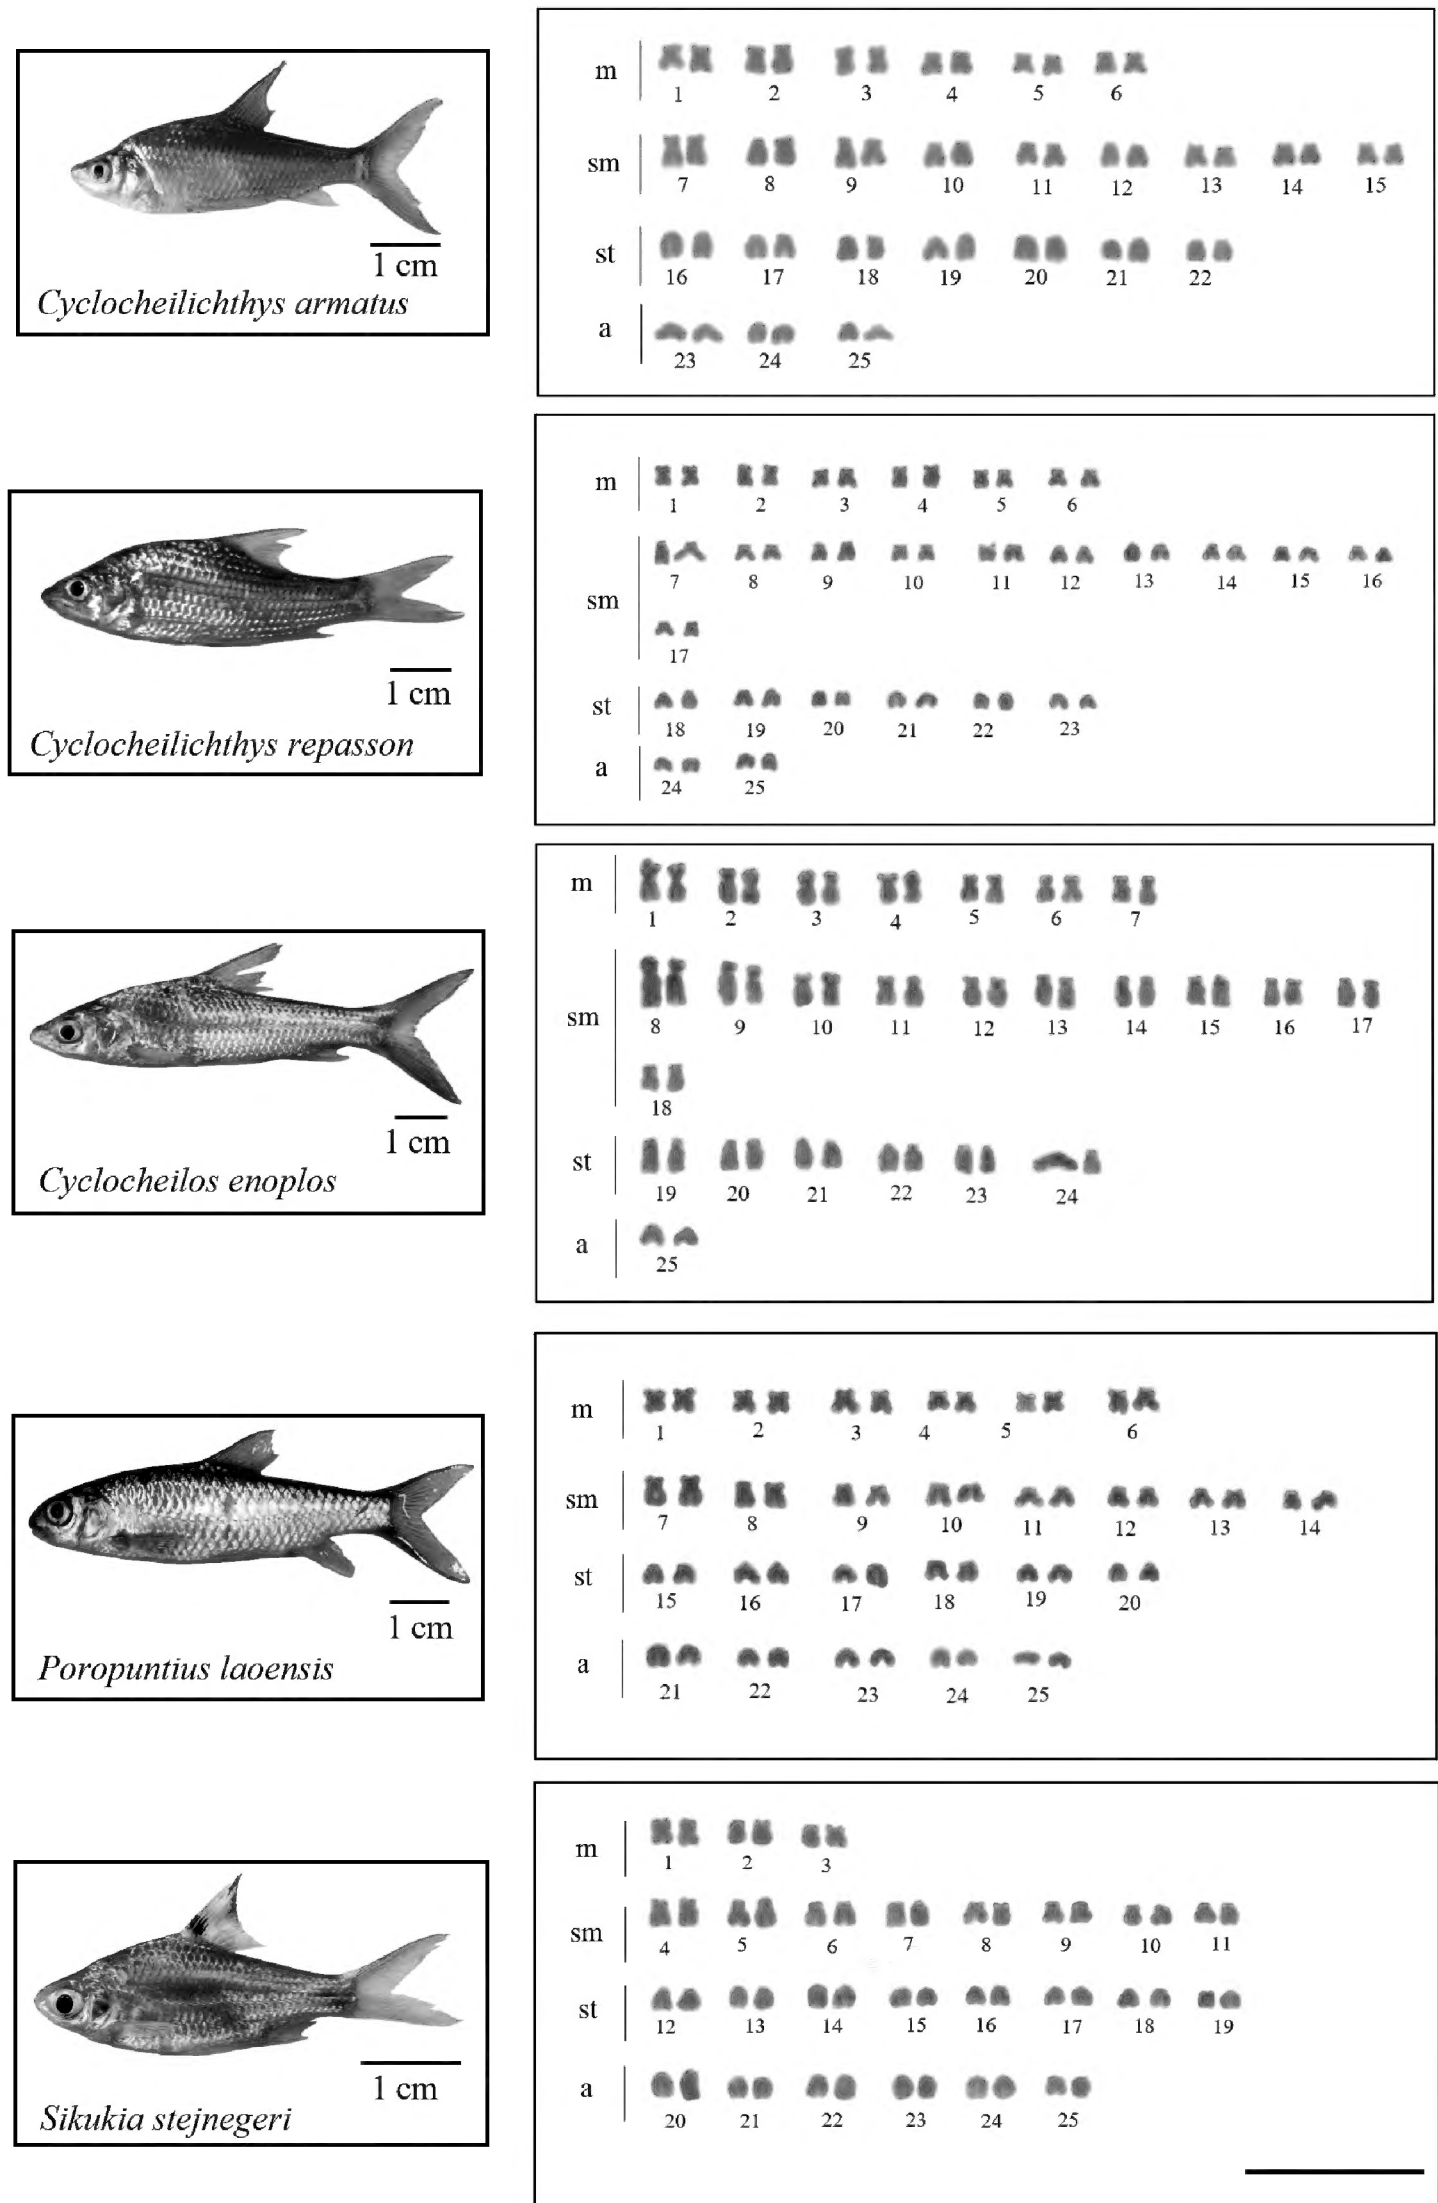 1 cm
Cyclocheilichthys armatus
m
1 2 3 4 5 6
sm
7 8 9 10 11 12 13 14 15
st
16 17 18 19 20 21 22
a
23 24 25
1 cm
Cyclocheilichthys repasson
m
1 2 3 4 5 6
sm
7 8 9 10 11 12 13 14 15 16
17
st
18 19 20 21 22 23
a
24 25
1 cm
Cyclocheilos enoplos
m
1 2 3 4 5 6 7
sm
8 9 10 11 12 13 14 15 16 17
18
st
19 20 21 22 23 24
a
25
1 cm
Poropuntius laoensis
m
1 2 3 4 5 6
sm
7 8 9 10 11 12 13 14
st
15 16 17 18 19 20
a
21 22 23 24 25
1 cm
Sikukia stejnegeri
m
1 2 3
sm
4 5 6 7 8 9 10 11
st
12 13 14 15 16 17 18 19
a
20 21 22 23 24 25